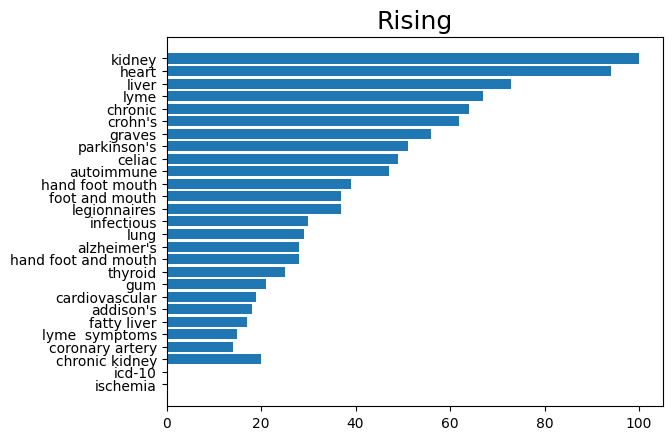 Rising
kidney
heart
liver
lyme
chronic
crohn's
graves
parkinson's
celiac
autoimmune
hand foot mouth
foot and mouth
legionnaires
infectious
lung
alzheimer's
hand foot and mouth
thyroid
gum
cardiovascular
addison's
fatty liver
lyme  symptoms
coronary artery
chronic kidney
icd-10
ischemia
0 20 40 60 80 100